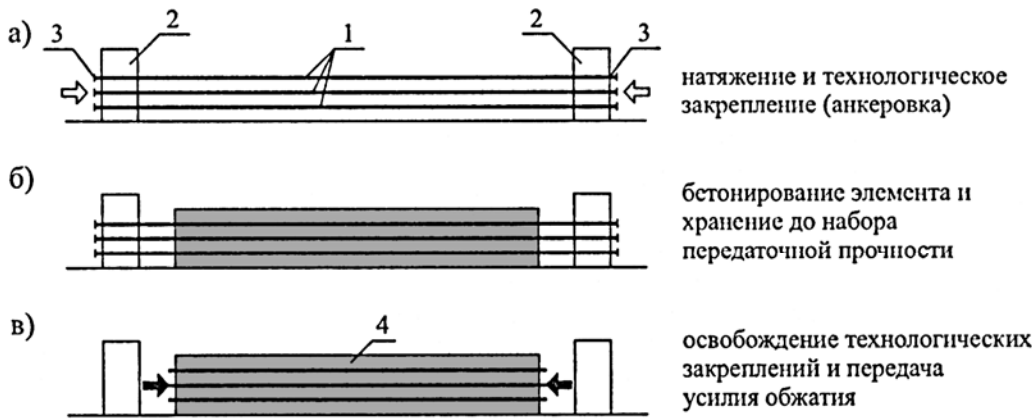 а)
3 2 1 2 3
натяжение и технологическое
закрепление (анкеровка)
б)
бетонирование элемента и
хранение до набора
передаточной прочности
в)
4
освобождение технологических
закреплений и передача
усилия обжатия